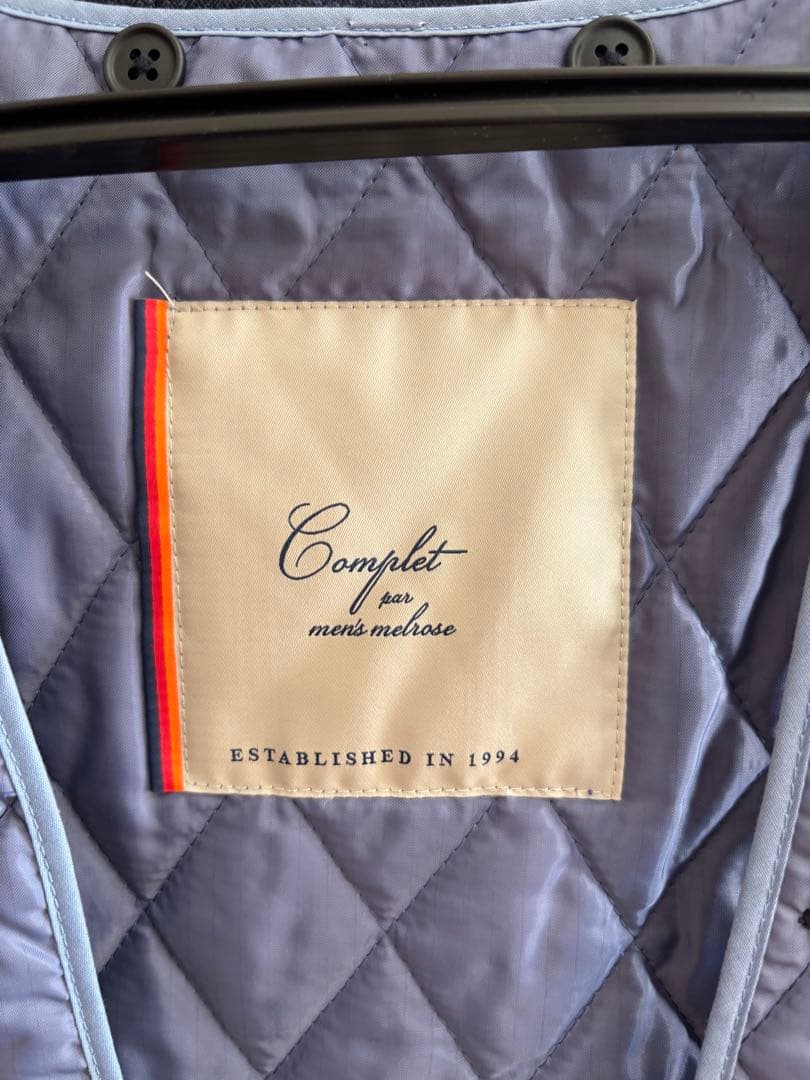 Complet
par
men's melrose
ESTABLISHED IN 1994